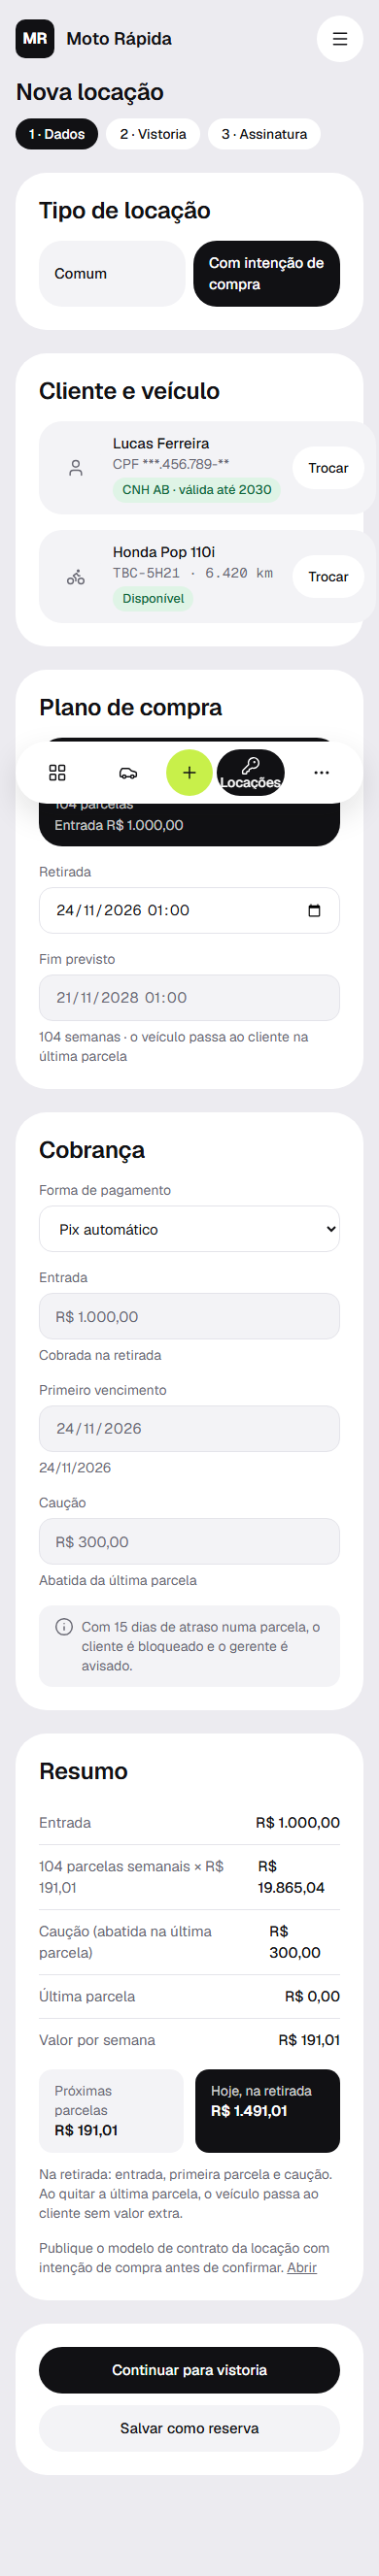 MR Moto Rápida
Nova locação
1 · Dados 2 · Vistoria 3 · Assinatura
Tipo de locação
Comum
Com intenção de
compra
Cliente e veículo
Lucas Ferreira
CPF ***.456.789-**
CNH AB · válida até 2030
Trocar
Honda Pop 110i
TBC-5H21 · 6.420 km
Disponível
Trocar
Plano de compra
Locações
104 parcelas
Entrada R$ 1.000,00
Retirada
24/11/2026 01:00
Fim previsto
21/11/2028 01:00
104 semanas · o veículo passa ao cliente na
última parcela
Cobrança
Forma de pagamento
Pix automático
Entrada
R$ 1.000,00
Cobrada na retirada
Primeiro vencimento
24/11/2026
24/11/2026
Caução
R$ 300,00
Abatida da última parcela
Com 15 dias de atraso numa parcela, o
cliente é bloqueado e o gerente é
avisado.
Resumo
Entrada R$ 1.000,00
104 parcelas semanais × R$
191,01
R$
19.865,04
Caução (abatida na última
parcela)
R$
300,00
Última parcela R$ 0,00
Valor por semana R$ 191,01
Próximas
parcelas
R$ 191,01
Hoje, na retirada
R$ 1.491,01
Na retirada: entrada, primeira parcela e caução.
Ao quitar a última parcela, o veículo passa ao
cliente sem valor extra.
Publique o modelo de contrato da locação com
intenção de compra antes de confirmar. Abrir
Continuar para vistoria
Salvar como reserva